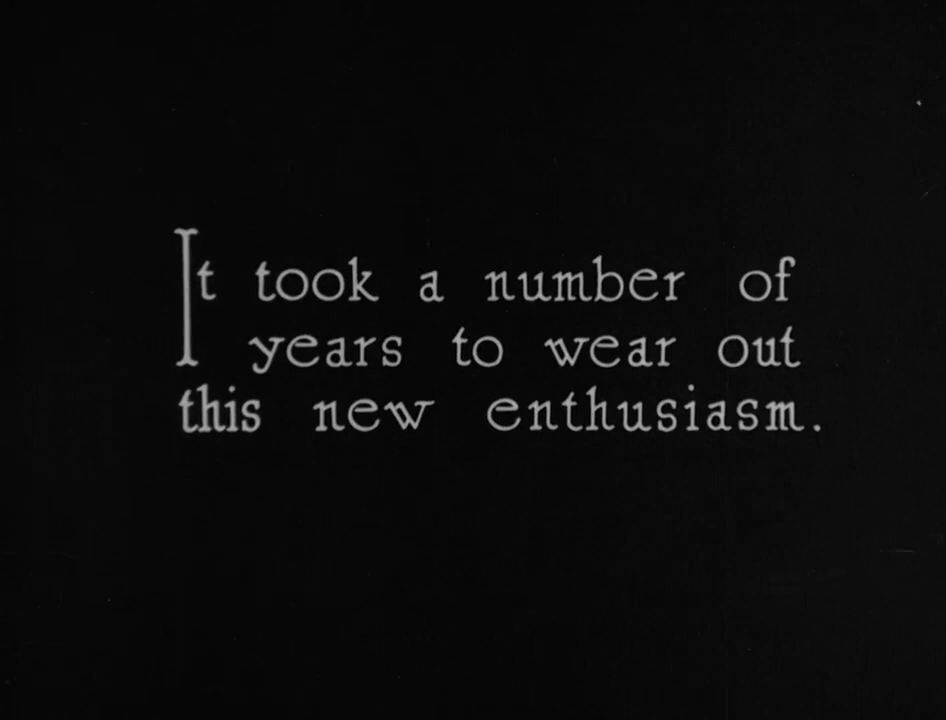 It took a number of
years to wear out
this new enthusiasm.